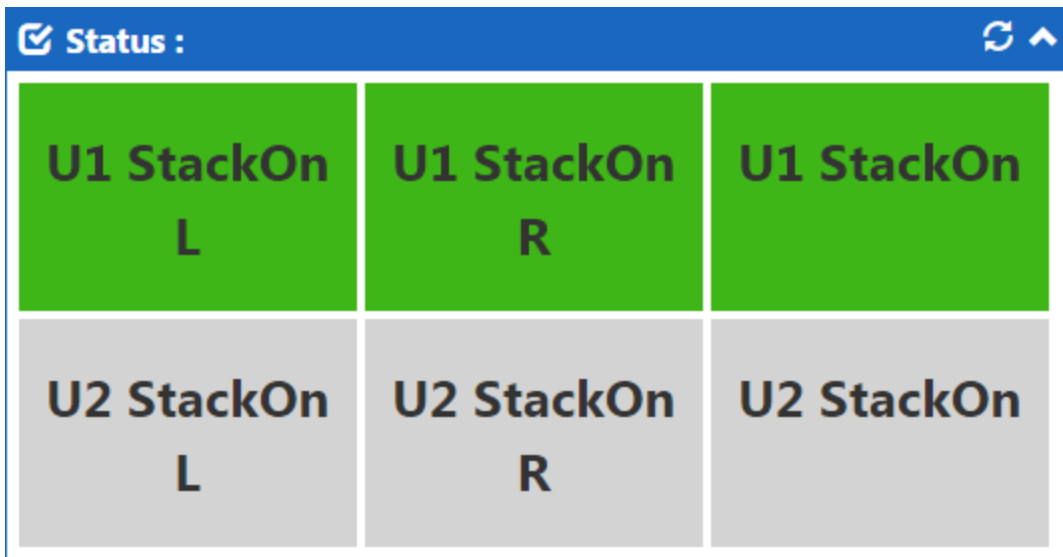 Status :
U1 StackOn
L
U1 StackOn
R
U1 StackOn
U2 StackOn
L
U2 StackOn
R
U2 StackOn